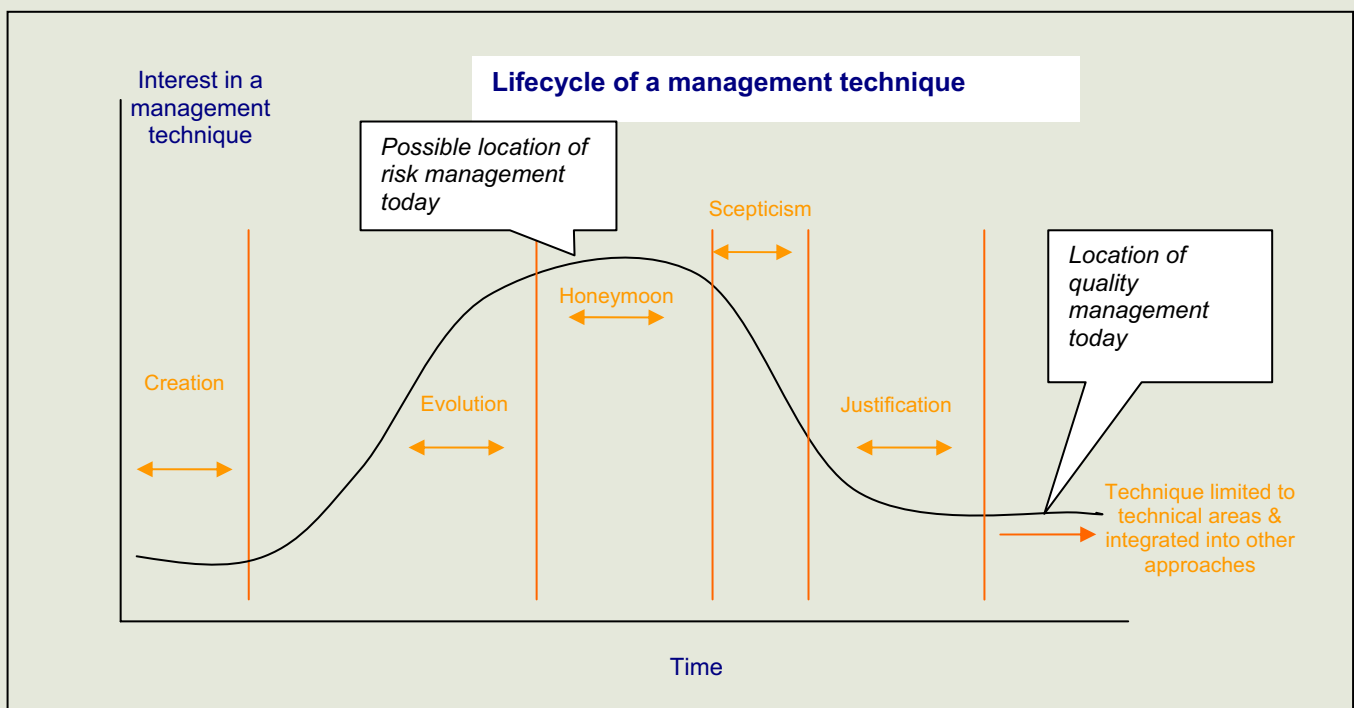 Lifecycle of a management technique
Interest in a
management
technique
Possible location of
risk management
today
Scepticism
Location of
quality
management
today
Honeymoon
Creation
Evolution
Justification
Technique limited to
technical areas &
integrated into other
approaches
Time